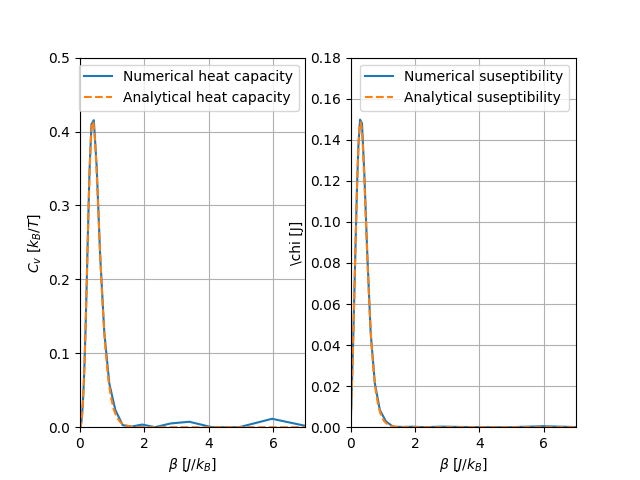 Numerical heat capacity
Analytical heat capacity
0.5
0.4
0.3
0.2
0.1
0.0
C_v [k_B/T]
0 2 4 6
β [J/k_B]
Numerical suseptibility
Analytical suseptibility
0.18
0.16
0.14
0.12
0.10
0.08
0.06
0.04
0.02
0.00
\chi [J]
0 2 4 6
β [J/k_B]